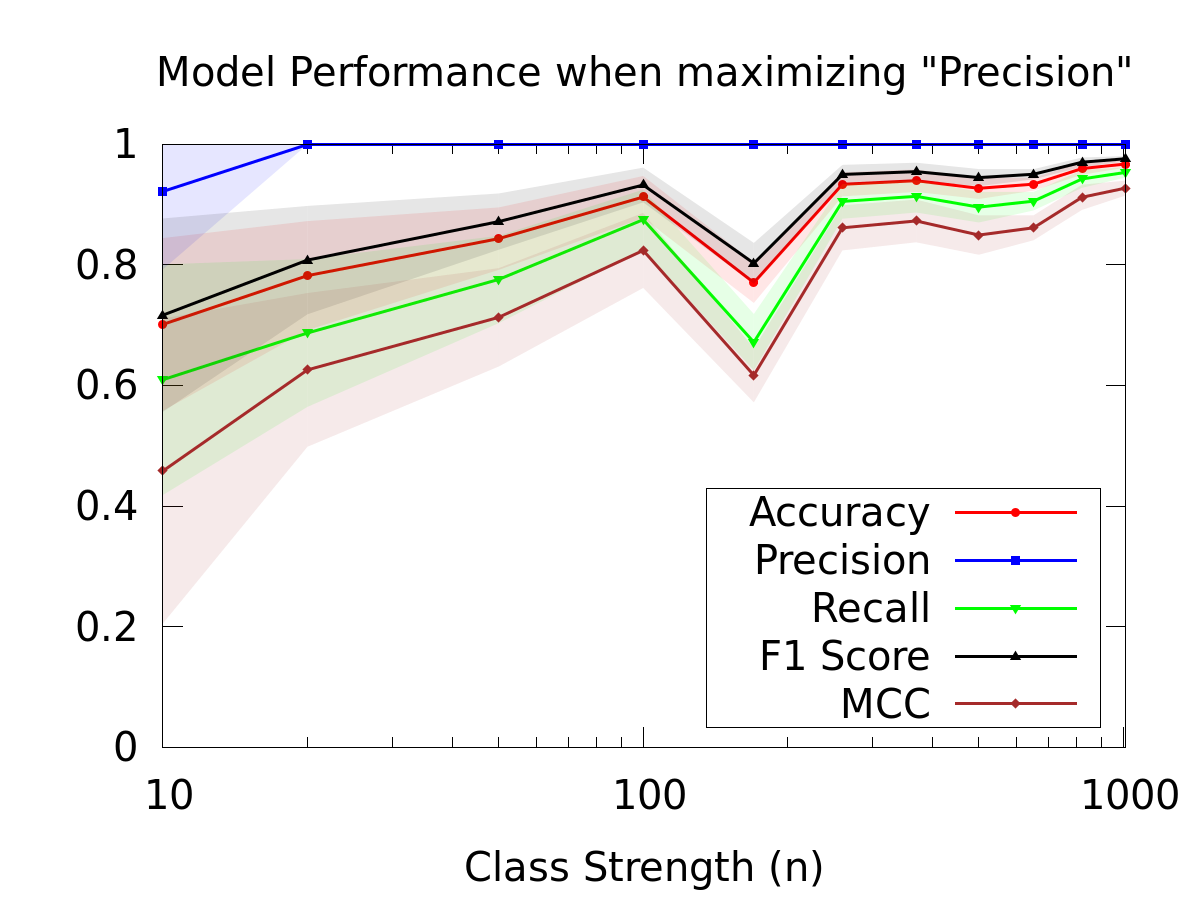 Model Performance when maximizing "Precision"
1
0.8
0.6
0.4
0.2
0
Accuracy
Precision
Recall
F1 Score
MCC
10 100 1000
Class Strength (n)